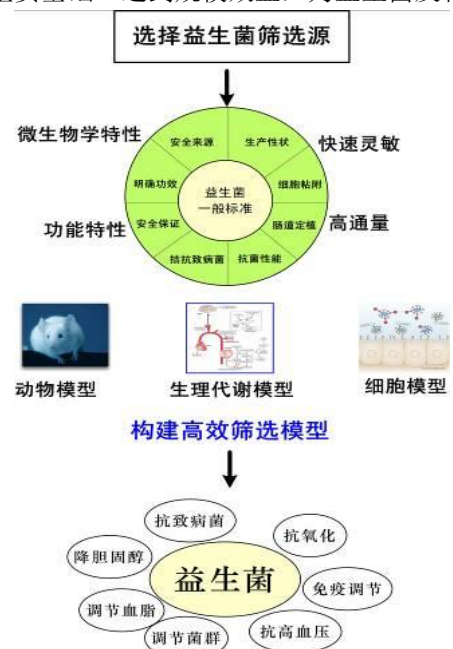 选择益生菌筛选源
微生物学特性
安全来源
生产性状
快速灵敏
明确功效
益生菌
一般标准
细胞粘附
功能特性
安全保证
肠道定植
高通量
拮抗致病菌
抗菌性能
动物模型
生理代谢模型
细胞模型
构建高效筛选模型
抗致病菌
抗氧化
降胆固醇
益生菌
免疫调节
调节血脂
抗高血压
调节菌群